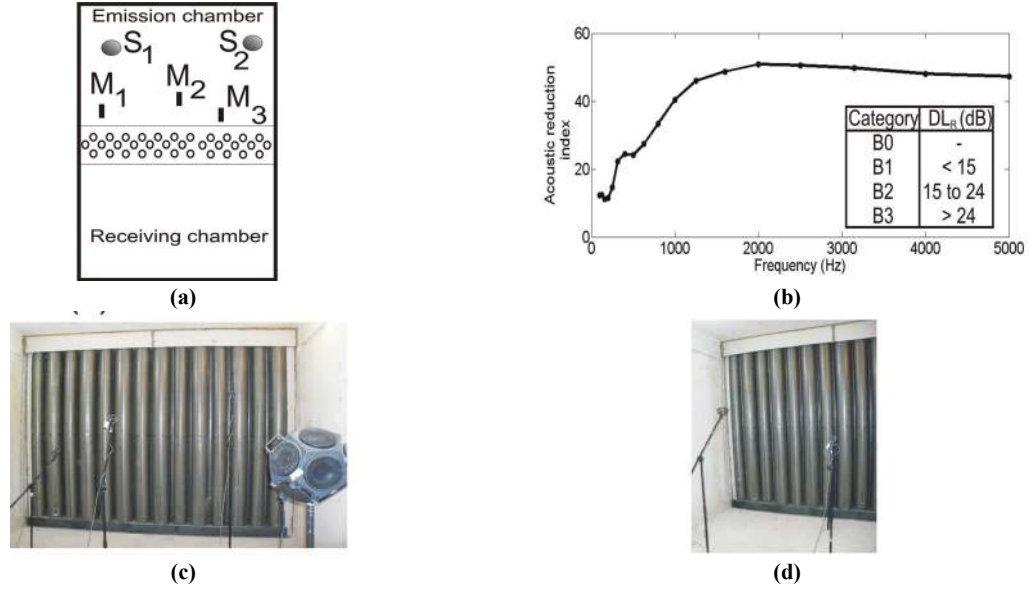 Emission chamber
S1 S2
M1 M2 M3
Receiving chamber
(a)
Acoustic reduction index
60
40
20
0
0 1000 2000 3000 4000 5000
Frequency (Hz)
Category DLR (dB)
B0 -
B1 < 15
B2 15 to 24
B3 > 24
(b)
(c)
(d)